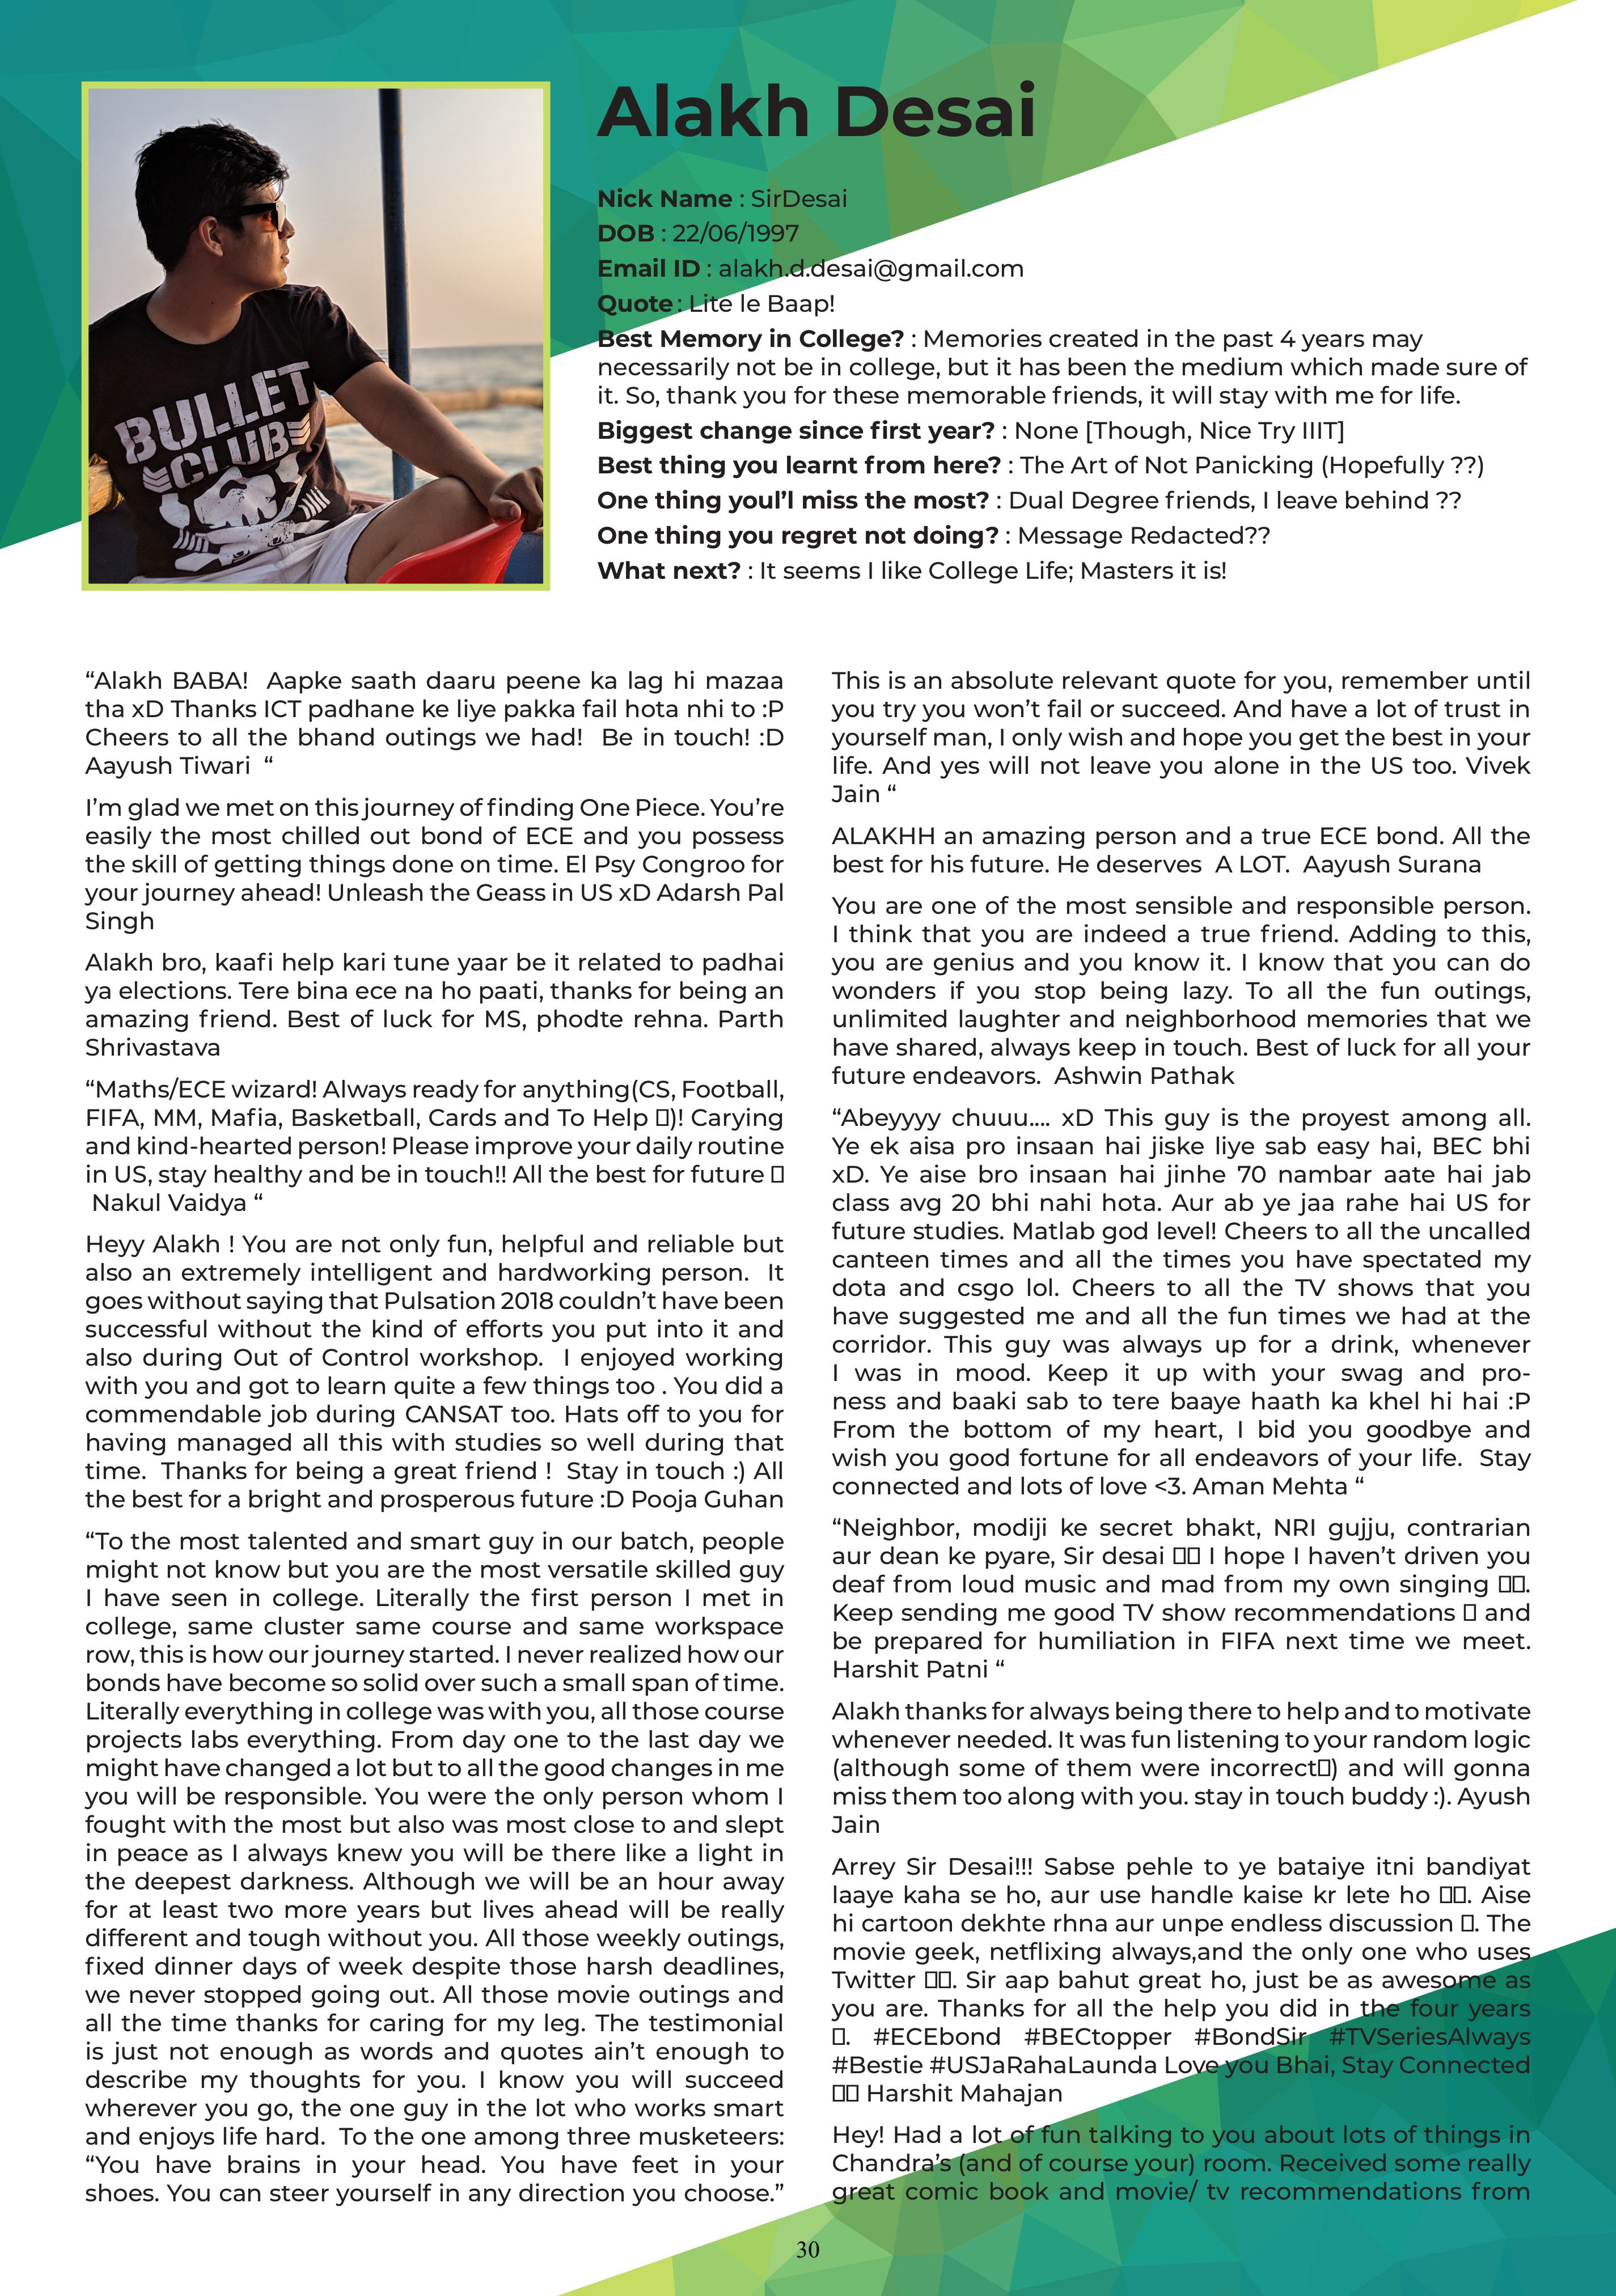 Alakh Desai
Nick Name : SirDesai
DOB : 22/06/1997
Email ID : alakh.d.desai@gmail.com
Quote : Lite le Baap!
Best Memory in College? : Memories created in the past 4 years may
necessarily not be in college, but it has been the medium which made sure of
it. So, thank you for these memorable friends, it will stay with me for life.
Biggest change since first year? : None [Though, Nice Try IIIT]
Best thing you learnt from here? : The Art of Not Panicking (Hopefully ??)
One thing youl’l miss the most? : Dual Degree friends, I leave behind ??
One thing you regret not doing? : Message Redacted??
What next? : It seems I like College Life; Masters it is!
BULLET
CLUB
“Alakh BABA!  Aapke saath daaru peene ka lag hi mazaa
tha xD Thanks ICT padhane ke liye pakka fail hota nhi to :P
Cheers to all the bhand outings we had!  Be in touch! :D
Aayush Tiwari  “
I’m glad we met on this journey of finding One Piece. You’re
easily the most chilled out bond of ECE and you possess
the skill of getting things done on time. El Psy Congroo for
your journey ahead! Unleash the Geass in US xD Adarsh Pal
Singh
Alakh bro, kaafi help kari tune yaar be it related to padhai
ya elections. Tere bina ece na ho paati, thanks for being an
amazing friend. Best of luck for MS, phodte rehna. Parth
Shrivastava
“Maths/ECE wizard! Always ready for anything(CS, Football,
FIFA, MM, Mafia, Basketball, Cards and To Help )! Carying
and kind-hearted person! Please improve your daily routine
in US, stay healthy and be in touch!! All the best for future
Nakul Vaidya “
Heyy Alakh ! You are not only fun, helpful and reliable but
also an extremely intelligent and hardworking person.  It
goes without saying that Pulsation 2018 couldn’t have been
successful without the kind of efforts you put into it and
also during Out of Control workshop.  I enjoyed working
with you and got to learn quite a few things too . You did a
commendable job during CANSAT too. Hats off to you for
having managed all this with studies so well during that
time.  Thanks for being a great friend !  Stay in touch :) All
the best for a bright and prosperous future :D Pooja Guhan
“To the most talented and smart guy in our batch, people
might not know but you are the most versatile skilled guy
I have seen in college. Literally the first person I met in
college, same cluster same course and same workspace
row, this is how our journey started. I never realized how our
bonds have become so solid over such a small span of time.
Literally everything in college was with you, all those course
projects labs everything. From day one to the last day we
might have changed a lot but to all the good changes in me
you will be responsible. You were the only person whom I
fought with the most but also was most close to and slept
in peace as I always knew you will be there like a light in
the deepest darkness. Although we will be an hour away
for at least two more years but lives ahead will be really
different and tough without you. All those weekly outings,
fixed dinner days of week despite those harsh deadlines,
we never stopped going out. All those movie outings and
all the time thanks for caring for my leg. The testimonial
is just not enough as words and quotes ain’t enough to
describe my thoughts for you. I know you will succeed
wherever you go, the one guy in the lot who works smart
and enjoys life hard.  To the one among three musketeers:
“You have brains in your head. You have feet in your
shoes. You can steer yourself in any direction you choose.”
This is an absolute relevant quote for you, remember until
you try you won’t fail or succeed. And have a lot of trust in
yourself man, I only wish and hope you get the best in your
life. And yes will not leave you alone in the US too. Vivek
Jain “
ALAKHH an amazing person and a true ECE bond. All the
best for his future. He deserves  A LOT.  Aayush Surana
You are one of the most sensible and responsible person.
I think that you are indeed a true friend. Adding to this,
you are genius and you know it. I know that you can do
wonders if you stop being lazy. To all the fun outings,
unlimited laughter and neighborhood memories that we
have shared, always keep in touch. Best of luck for all your
future endeavors.  Ashwin Pathak
“Abeyyyy chuuu.... xD This guy is the proyest among all.
Ye ek aisa pro insaan hai jiske liye sab easy hai, BEC bhi
xD. Ye aise bro insaan hai jinhe 70 nambar aate hai jab
class avg 20 bhi nahi hota. Aur ab ye jaa rahe hai US for
future studies. Matlab god level! Cheers to all the uncalled
canteen times and all the times you have spectated my
dota and csgo lol. Cheers to all the TV shows that you
have suggested me and all the fun times we had at the
corridor. This guy was always up for a drink, whenever
I was in mood. Keep it up with your swag and pro-
ness and baaki sab to tere baaye haath ka khel hi hai :P
From the bottom of my heart, I bid you goodbye and
wish you good fortune for all endeavors of your life.  Stay
connected and lots of love <3. Aman Mehta “
“Neighbor, modiji ke secret bhakt, NRI gujju, contrarian
aur dean ke pyare, Sir desai I hope I haven’t driven you
deaf from loud music and mad from my own singing .
Keep sending me good TV show recommendations and
be prepared for humiliation in FIFA next time we meet.
Harshit Patni “
Alakh thanks for always being there to help and to motivate
whenever needed. It was fun listening to your random logic
(although some of them were incorrect) and will gonna
miss them too along with you. stay in touch buddy :). Ayush
Jain
Arrey Sir Desai!!! Sabse pehle to ye bataiye itni bandiyat
laaye kaha se ho, aur use handle kaise kr lete ho . Aise
hi cartoon dekhte rhna aur unpe endless discussion . The
movie geek, netflixing always,and the only one who uses
Twitter . Sir aap bahut great ho, just be as awesome as
you are. Thanks for all the help you did in the four years
. #ECEbond #BECtopper #BondSir #TVSeriesAlways
#Bestie #USJaRahaLaunda Love you Bhai, Stay Connected
Harshit Mahajan
Hey! Had a lot of fun talking to you about lots of things in
Chandra’s (and of course your) room. Received some really
great comic book and movie/ tv recommendations from
30